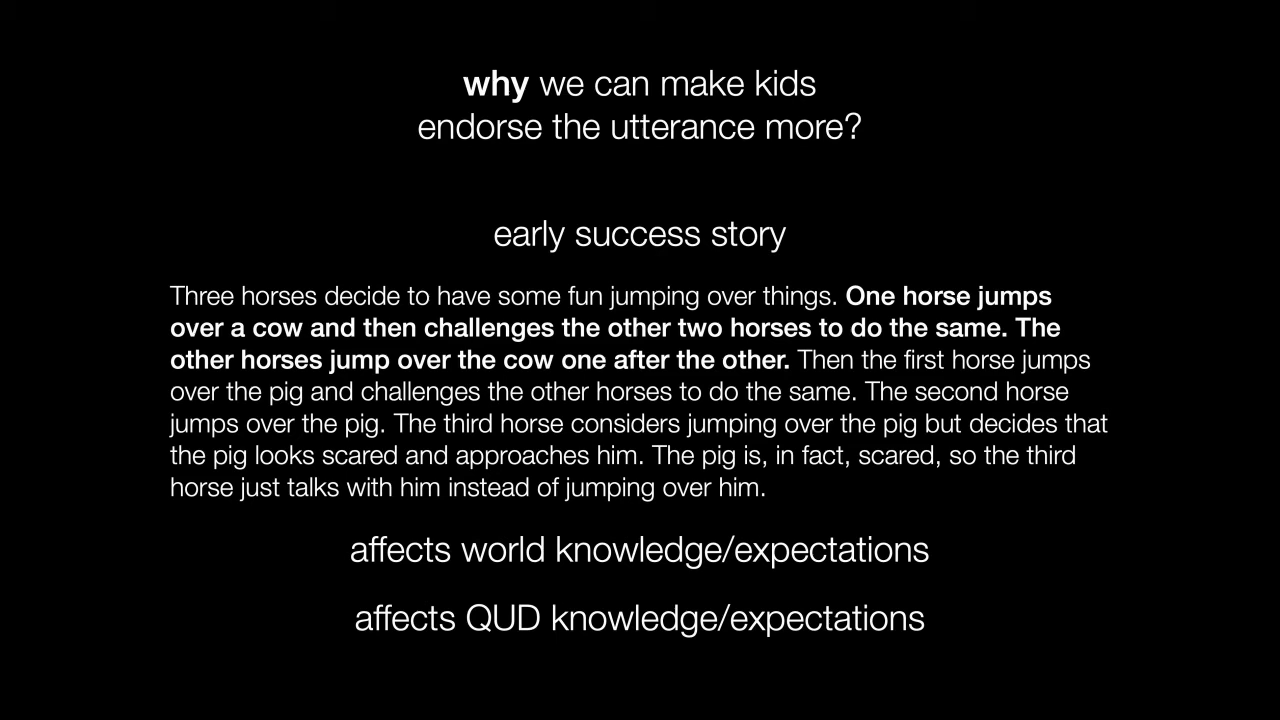 why we can make kids
endorse the utterance more?
early success story
Three horses decide to have some fun jumping over things. One horse jumps
over a cow and then challenges the other two horses to do the same. The
other horses jump over the cow one after the other. Then the first horse jumps
over the pig and challenges the other horses to do the same. The second horse
jumps over the pig. The third horse considers jumping over the pig but decides that
the pig looks scared and approaches him. The pig is, in fact, scared, so the third
horse just talks with him instead of jumping over him.
affects world knowledge/expectations
affects QUD knowledge/expectations